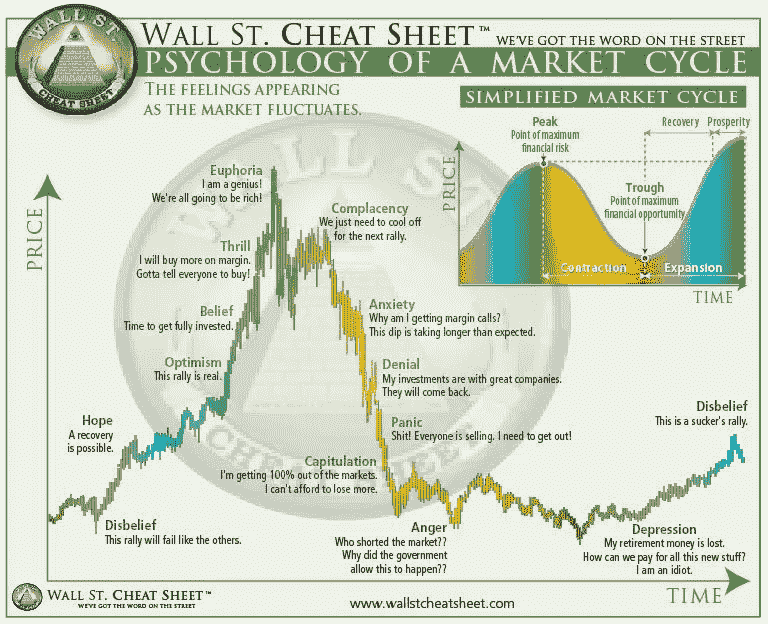 WALL ST.
CHEAT SHEET
WALL ST. CHEAT SHEET™ WE'VE GOT THE WORD ON THE STREET
PSYCHOLOGY OF A MARKET CYCLE
THE FEELINGS APPEARING
AS THE MARKET FLUCTUATES.
SIMPLIFIED MARKET CYCLE
Recovery
Prosperity
Peak
Point of maximum
financial risk
Trough
Point of maximum
financial opportunity
Contraction
Expansion
PRICE
TIME
WALL ST
CHEAT SHEET
PRICE
Euphoria
I am a genius!
We're all going to be rich!
Complacency
We just need to cool off
for the next rally.
Thrill
I will buy more on margin.
Gotta tell everyone to buy!
Belief
Time to get fully invested.
Anxiety
Why am I getting margin calls?
This dip is taking longer than expected.
Optimism
This rally is real.
Denial
My investments are with great companies.
They will come back.
Hope
A recovery
is possible.
Panic
Shit! Everyone is selling. I need to get out!
Disbelief
This is a sucker's rally.
Capitulation
I'm getting 100% out of the markets.
I can't afford to lose more.
Disbelief
This rally will fail like the others.
Anger
Who shorted the market??
Why did the government
allow this to happen??
Depression
My retirement money is lost.
How can we pay for all this new stuff?
I am an idiot.
TIME
WALL ST. CHEAT SHEET™
WE'VE GOT THE WORD ON THE STREET
www.wallstcheatsheet.com